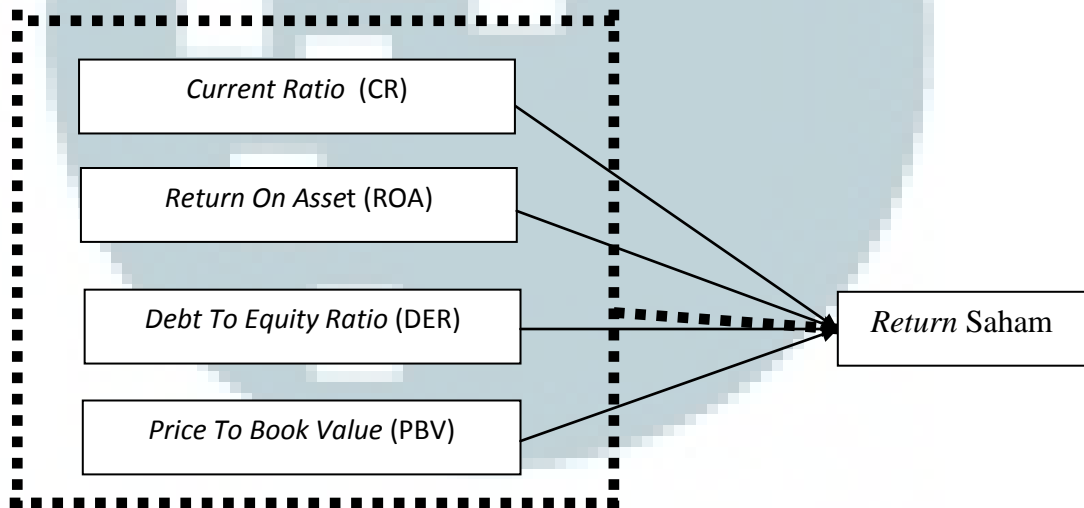 Current Ratio (CR)
Return On Asset (ROA)
Debt To Equity Ratio (DER)
Return Saham
Price To Book Value (PBV)